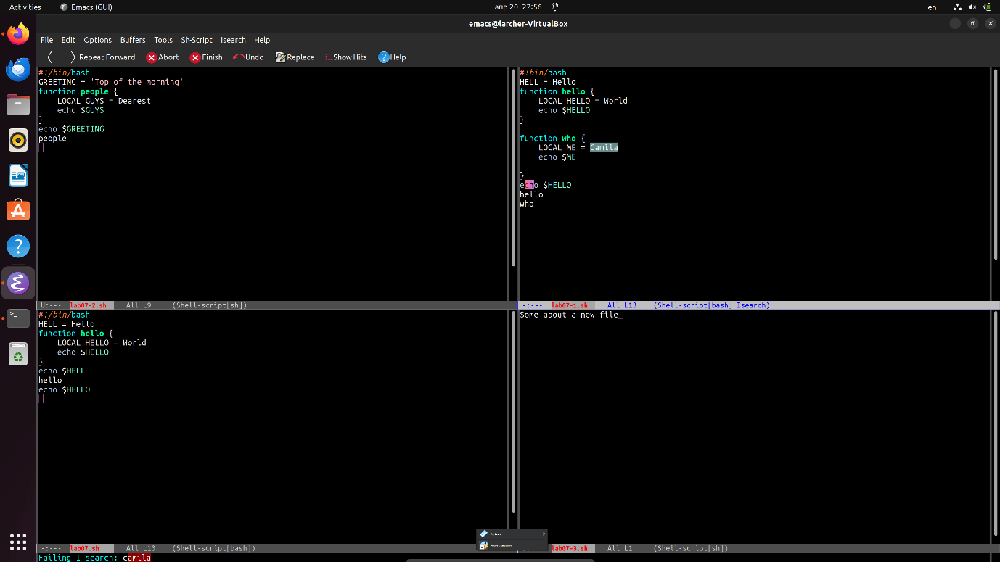 Activities
Emacs (GUI)
апр 20 22:56
en
emacs@larcher-VirtualBox
File Edit Options Buffers Tools Sh-Script Isearch Help
Repeat Forward Abort Finish Undo Replace Show Hits Help
#!/bin/bash
GREETING = 'Top of the morning'
function people {
    LOCAL GUYS = Dearest
    echo $GUYS
}
echo $GREETING
people
U:--- lab07-2.sh All L9 (Shell-script[sh])
#!bin/bash
HELL = Hello
function hello {
    LOCAL HELLO = World
    echo $HELLO
}
function who {
    LOCAL ME = Camila
    echo $ME
}
echo $HELLO
hello
who
-:--- lab07-1.sh All L13 (Shell-script[bash] Isearch)
#!/bin/bash
HELL = Hello
function hello {
    LOCAL HELLO = World
    echo $HELLO
}
echo $HELL
hello
echo $HELLO
-:--- lab07.sh All L10 (Shell-script[bash])
Some about a new file
lab07-3.sh All L1 (Shell-script[sh])
Keyboard
Mouse Integration
Failing I-search: camila